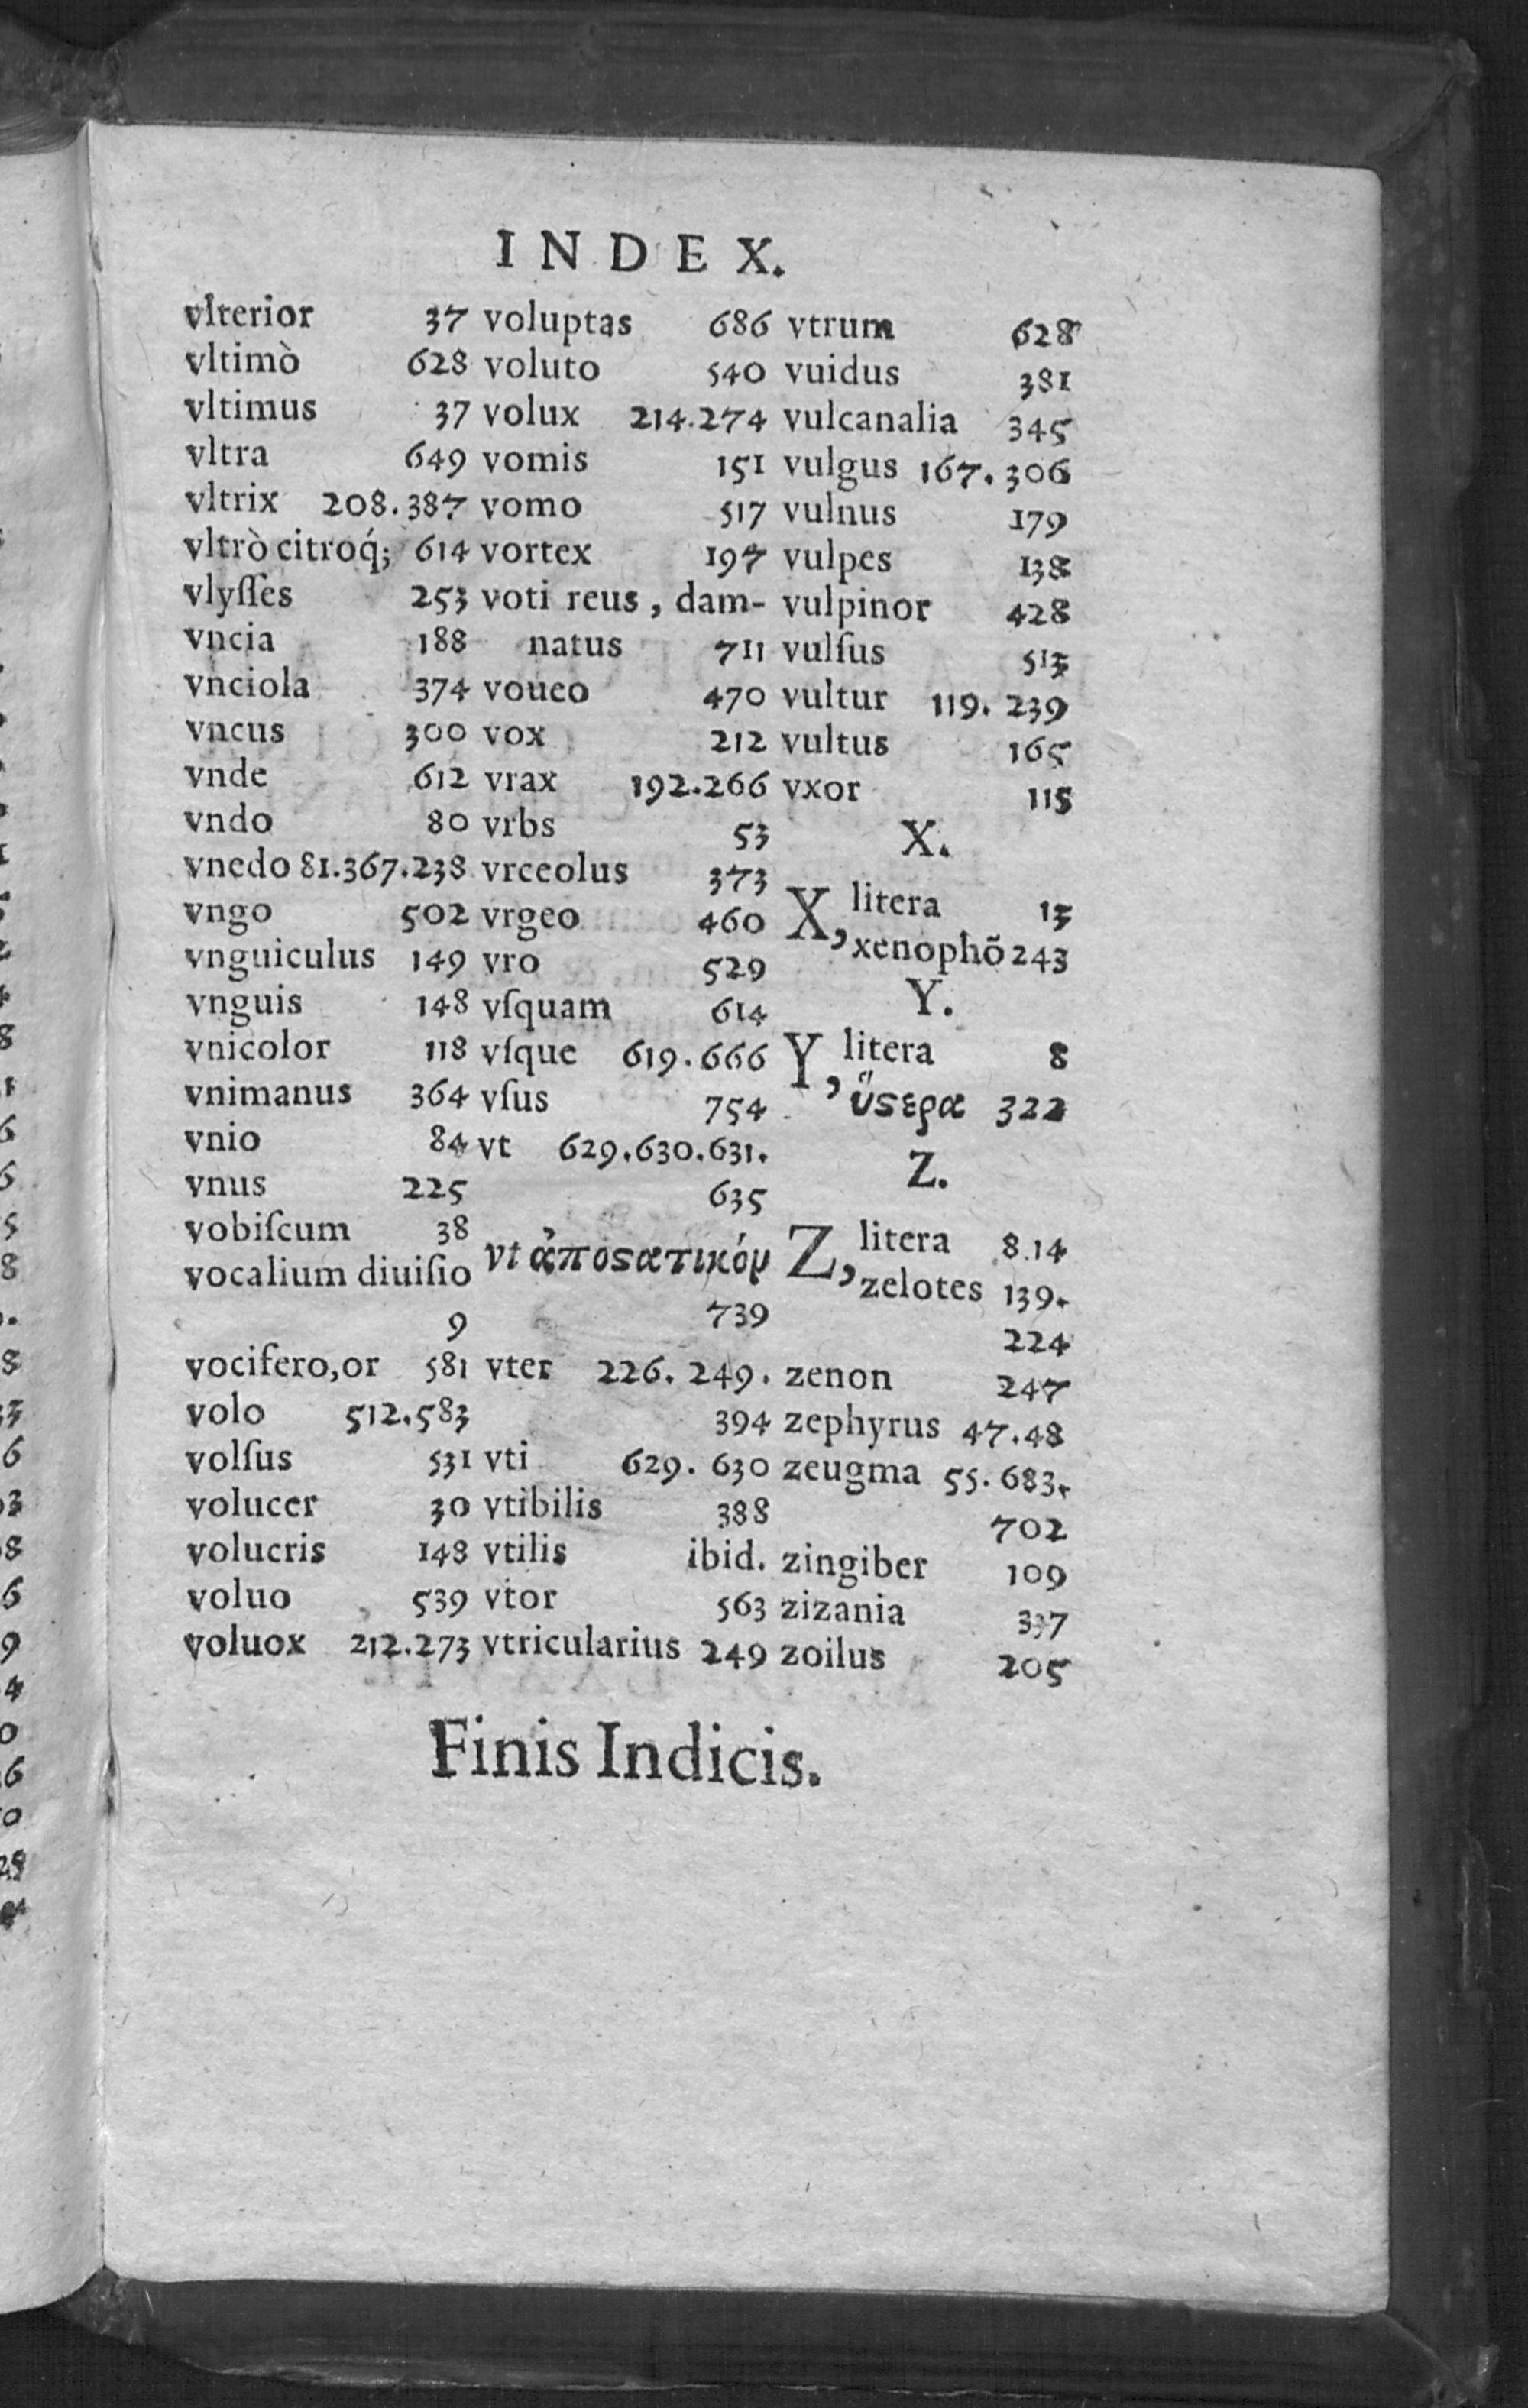 INDEX.
vlterior 37
vltimò 628
vltimus 37
vltra 649
vltrix 208.387
vltrò citroq́; 614
vlyſſes 253
vncia 188
vnciola 374
vncus 300
vnde 612
vndo 80
vnedo 81.367.238
vngo 502
vnguiculus 149
vnguis 148
vnicolor 118
vnimanus 364
vnio 84
vnus 225
vobiſcum 38
vocalium diuiſio
9
vocifero,or 581
volo 512.583
volſus 531
volucer 30
volucris 148
voluo 539
voluox 212.273
voluptas 686
voluto 540
volux 214.274
vomis 151
vomo 517
vortex 197
voti reus, dam-
natus 711
voueo 470
vox 212
vrax 192.266
vrbs 53
vrceolus 373
vrgeo 460
vro 529
vſquam 614
vſque 619.666
vſus 754
vt 629.630.631.
635
vt ἀποϛατικόν
739
vter 226. 249.
394
vti 629. 630
vtibilis 388
vtilis ibid.
vtor 563
vtricularius 249
vtrum 628
vuidus 381
vulcanalia 345
vulgus 167. 306
vulnus 179
vulpes 138
vulpinor 428
vulſus 513
vultur 119. 239
vultus 165
vxor 115
X.
X, litera 13
xenophõ 243
Y.
Y, litera 8
ὕϛερα 322
Z.
Z, litera 8.14
zelotes 139.
224
zenon 247
zephyrus 47.48
zeugma 55. 683.
702
zingiber 109
zizania 337
zoilus 205
Finis Indicis.